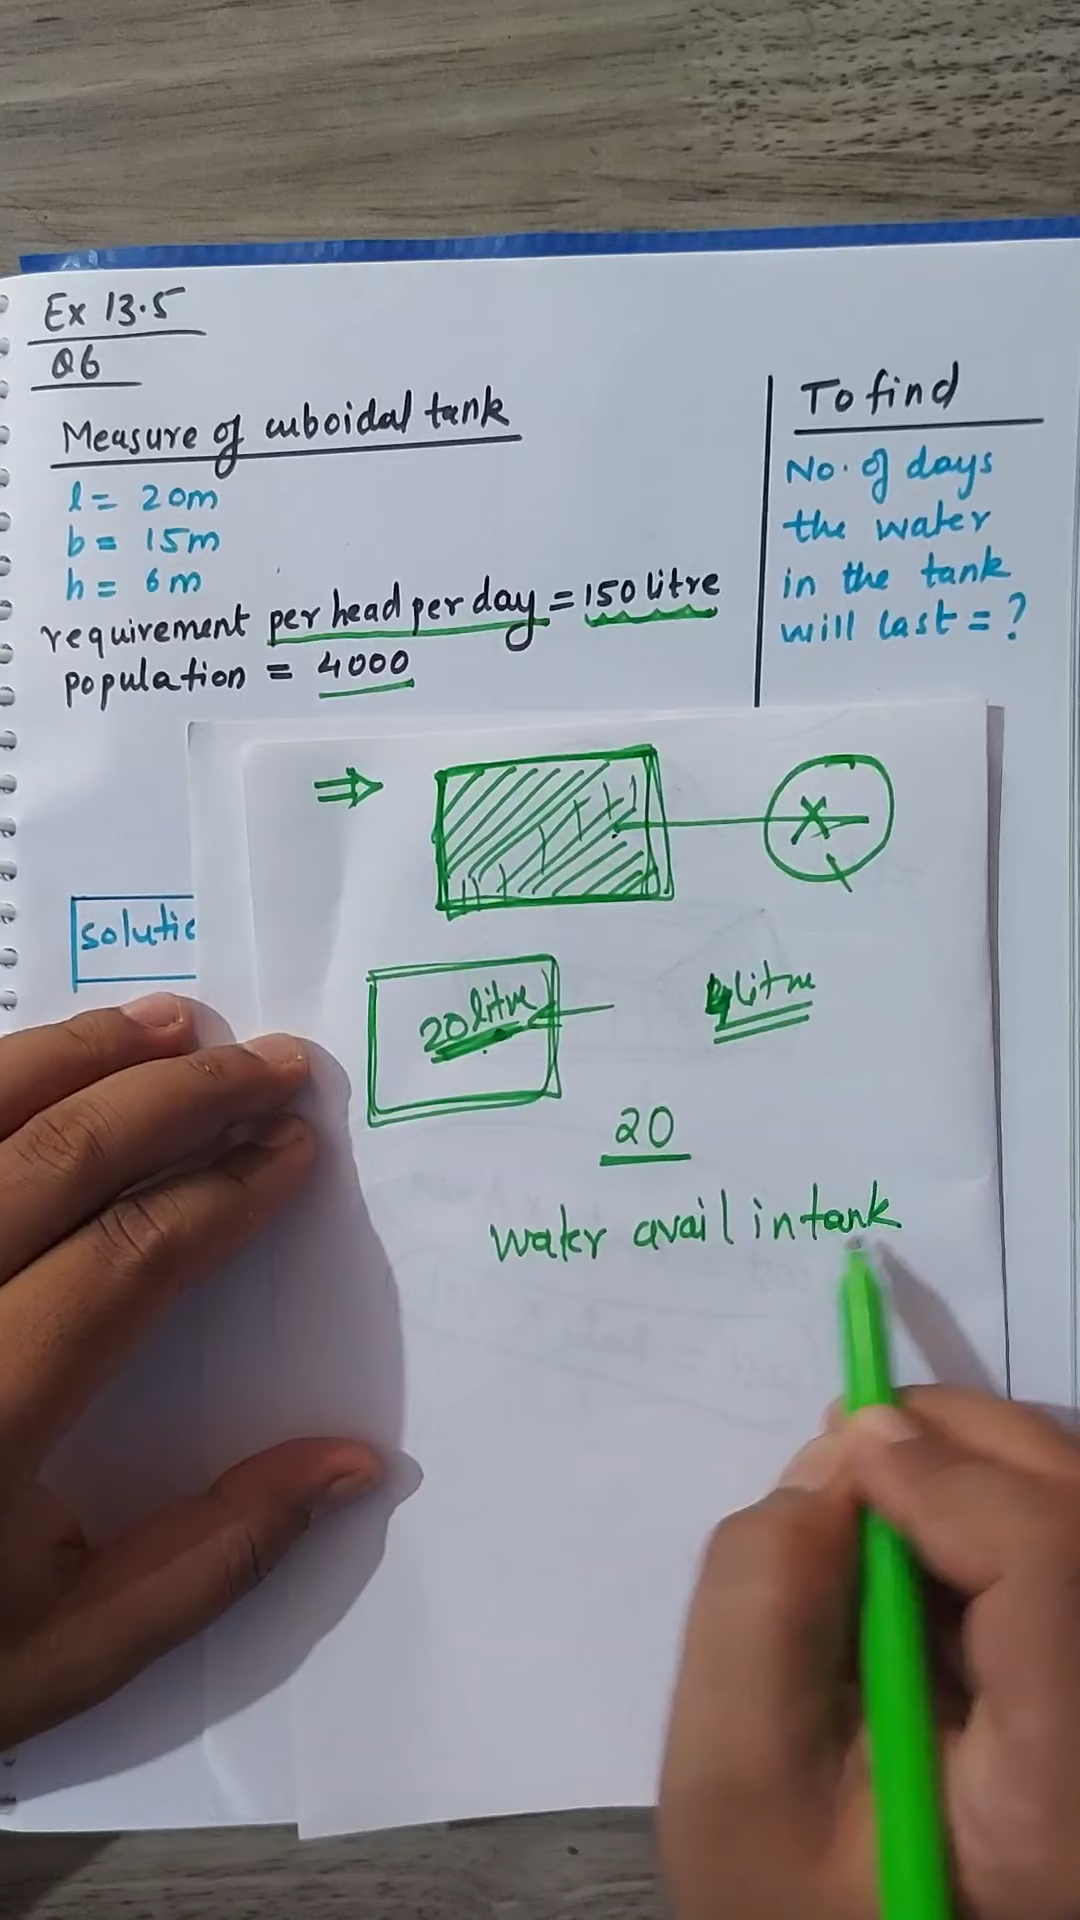 Ex 13.5
Q6
Measure of cuboidal tank
l = 20m
b = 15m
h = 6m
requirement per head per day = 150 litre
population = 4000
To find
No. of days
the water
in the tank
will last = ?
⇒
X
solutio
20 litre
4 litre
20
water avail in tank